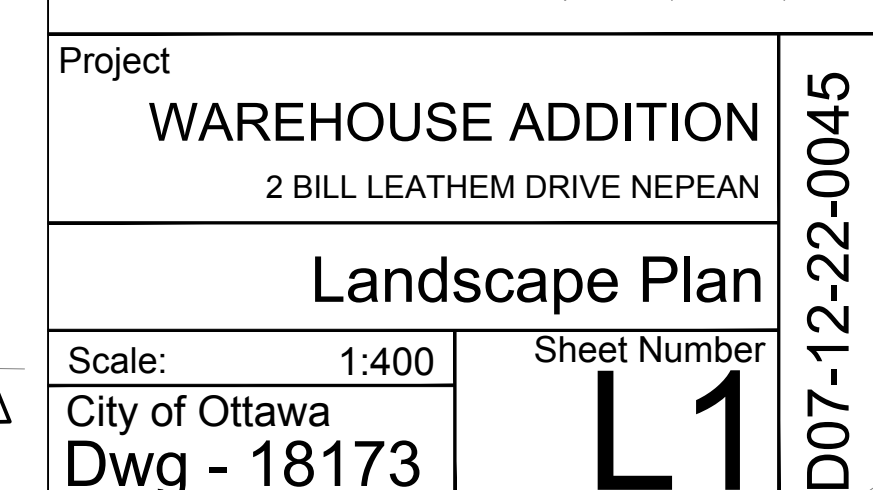 Project
WAREHOUSE ADDITION
2 BILL LEATHEM DRIVE NEPEAN
Landscape Plan
Scale: 1:400
Sheet Number
L1
City of Ottawa
Dwg - 18173
D07-12-22-0045